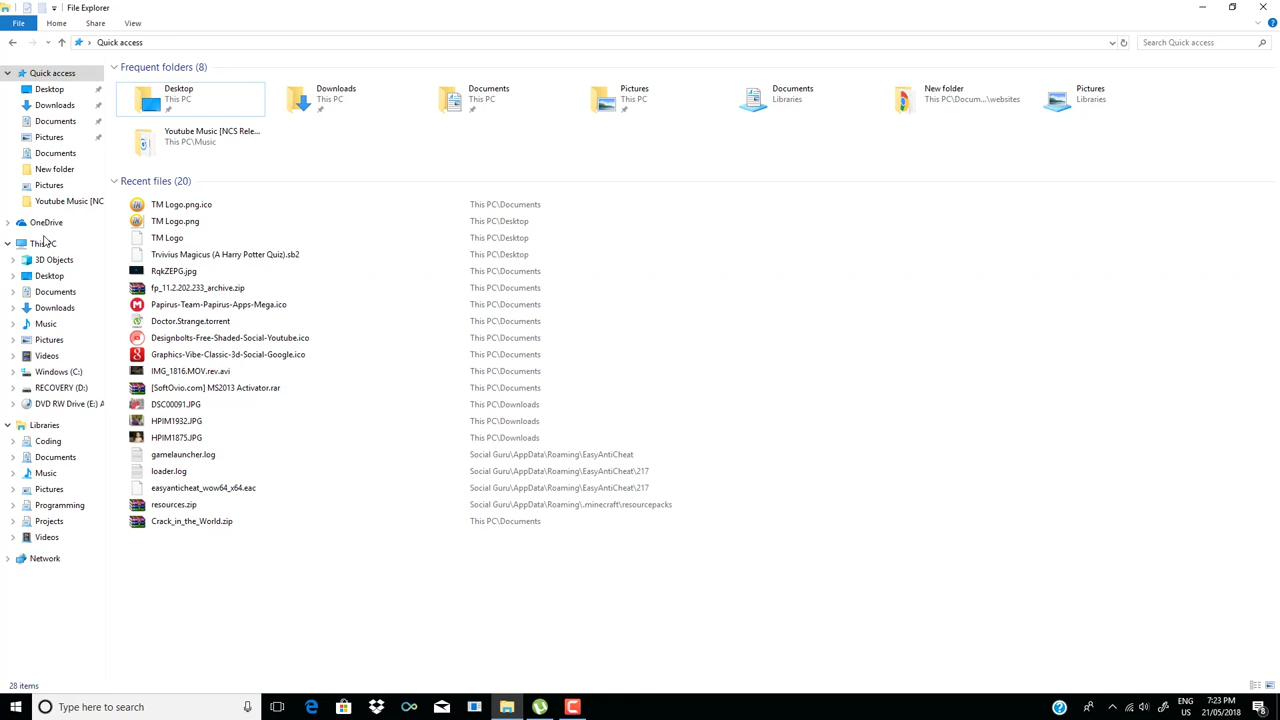 File Explorer
File Home Share View
Quick access Search Quick access
Quick access
Desktop
Downloads
Documents
Pictures
Documents
New folder
Pictures
Youtube Music [NC
OneDrive
This PC
3D Objects
Desktop
Documents
Downloads
Music
Pictures
Videos
Windows (C:)
RECOVERY (D:)
DVD RW Drive (E:) A
Libraries
Coding
Documents
Music
Pictures
Programming
Projects
Videos
Network
Frequent folders (8)
Desktop
This PC
Downloads
This PC
Documents
This PC
Pictures
This PC
Documents
Libraries
New folder
This PC\Docum...\websites
Pictures
Libraries
Youtube Music [NCS Rele...
This PC\Music
Recent files (20)
TM Logo.png.ico This PC\Documents
TM Logo.png This PC\Desktop
TM Logo This PC\Desktop
Trvivius Magicus (A Harry Potter Quiz).sb2 This PC\Desktop
RqkZEPG.jpg This PC\Documents
fp_11.2.202.233_archive.zip This PC\Documents
Papirus-Team-Papirus-Apps-Mega.ico This PC\Documents
Doctor.Strange.torrent This PC\Documents
Designbolts-Free-Shaded-Social-Youtube.ico This PC\Documents
Graphics-Vibe-Classic-3d-Social-Google.ico This PC\Documents
IMG_1816.MOV.rev.avi This PC\Documents
[SoftOvio.com] MS2013 Activator.rar This PC\Documents
DSC00091.JPG This PC\Downloads
HPIM1932.JPG This PC\Downloads
HPIM1875.JPG This PC\Downloads
gamelauncher.log Social Guru\AppData\Roaming\EasyAntiCheat
loader.log Social Guru\AppData\Roaming\EasyAntiCheat\217
easyanticheat_wow64_x64.eac Social Guru\AppData\Roaming\EasyAntiCheat\217
resources.zip Social Guru\AppData\Roaming\.minecraft\resourcepacks
Crack_in_the_World.zip This PC\Documents
28 items
Type here to search
ENG
US
7:23 PM
21/05/2018